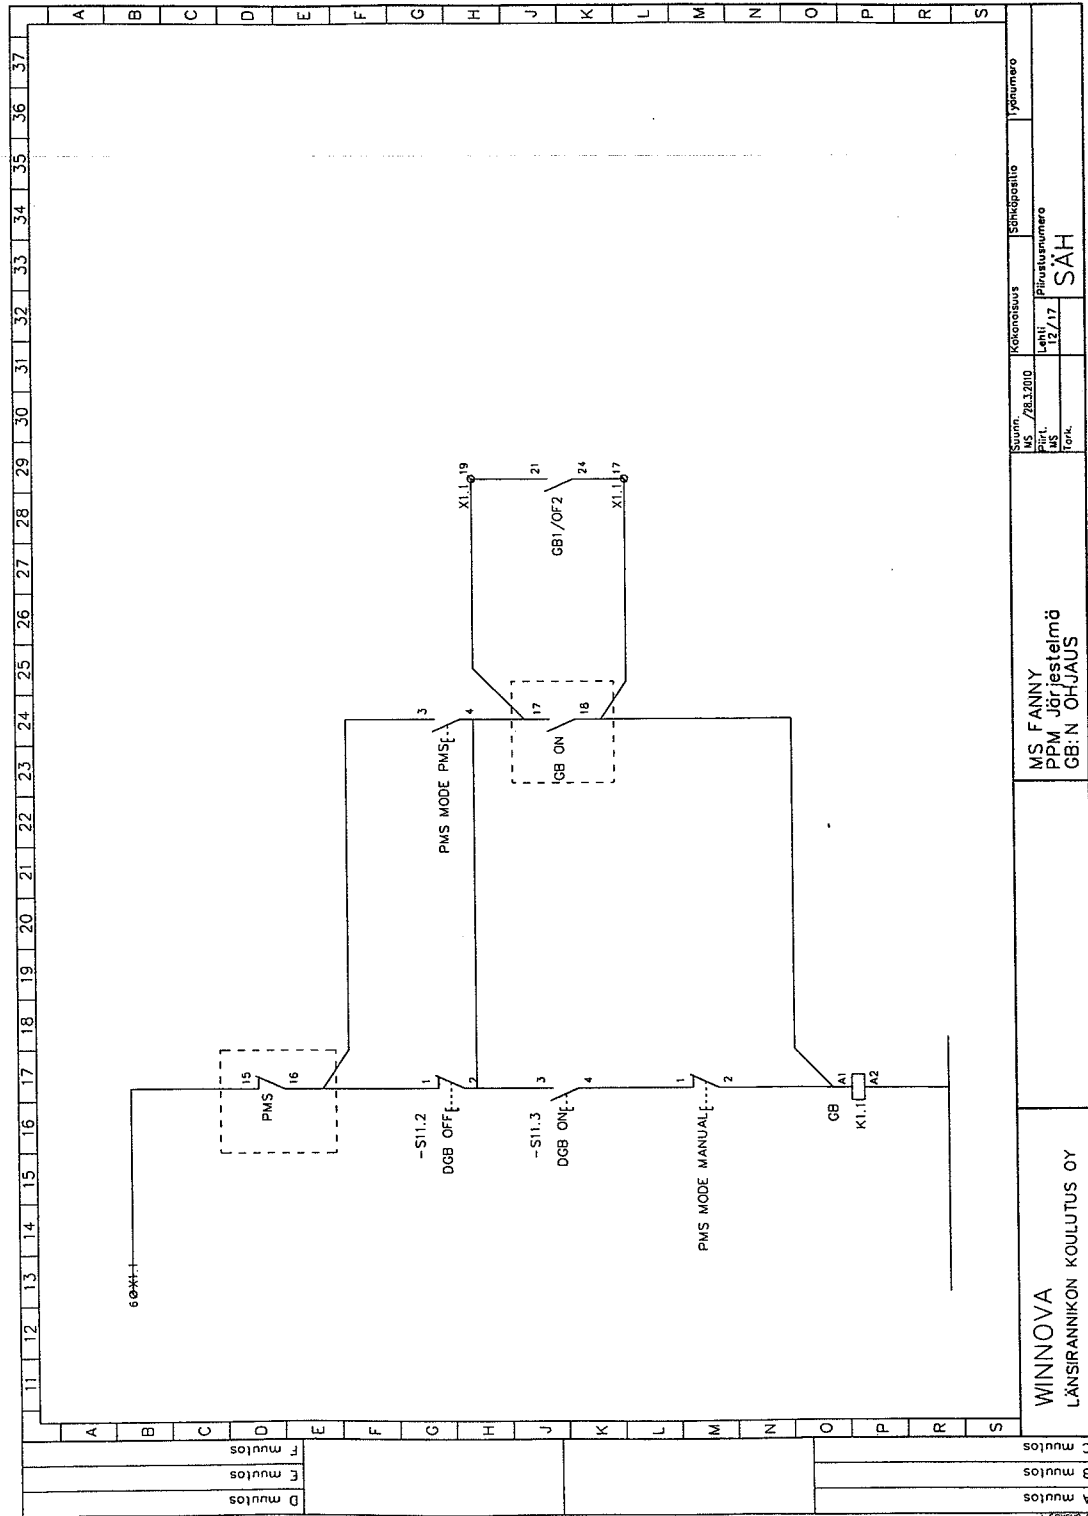 11 12 13 14 15 16 17 18 19 20 21 22 23 24 25 26 27 28 29 30 31 32 33 34 35 36 37
A
B
C
D
E
F
G
H
J
K
L
M
N
O
P
R
S
A
B
C
D
E
F
G
H
J
K
L
M
N
O
P
R
S
6 X1.1
15
PMS
16
-S11.2
1
DGB OFF
2
-S11.3
3
DGB ON
4
1
PMS MODE MANUAL
2
GB
A1
K1.1
A2
3
PMS MODE PMS
4
17
GB ON
18
X1.1 19
21
GB1/OF2
24
X1.1 17
D muutos
E muutos
F muutos
A muutos
B muutos
C muutos
WINNOVA
LÄNSIRANNIKON KOULUTUS OY
MS FANNY
PPM Järjestelmä
GB:N OHJAUS
Suunn.
MS /28.3.2010
Piirt.
MS
Tark.
Kokonaisuus
Sähköpositio
Työnumero
Lehti
12/17
Piirustusnumero
SÄH